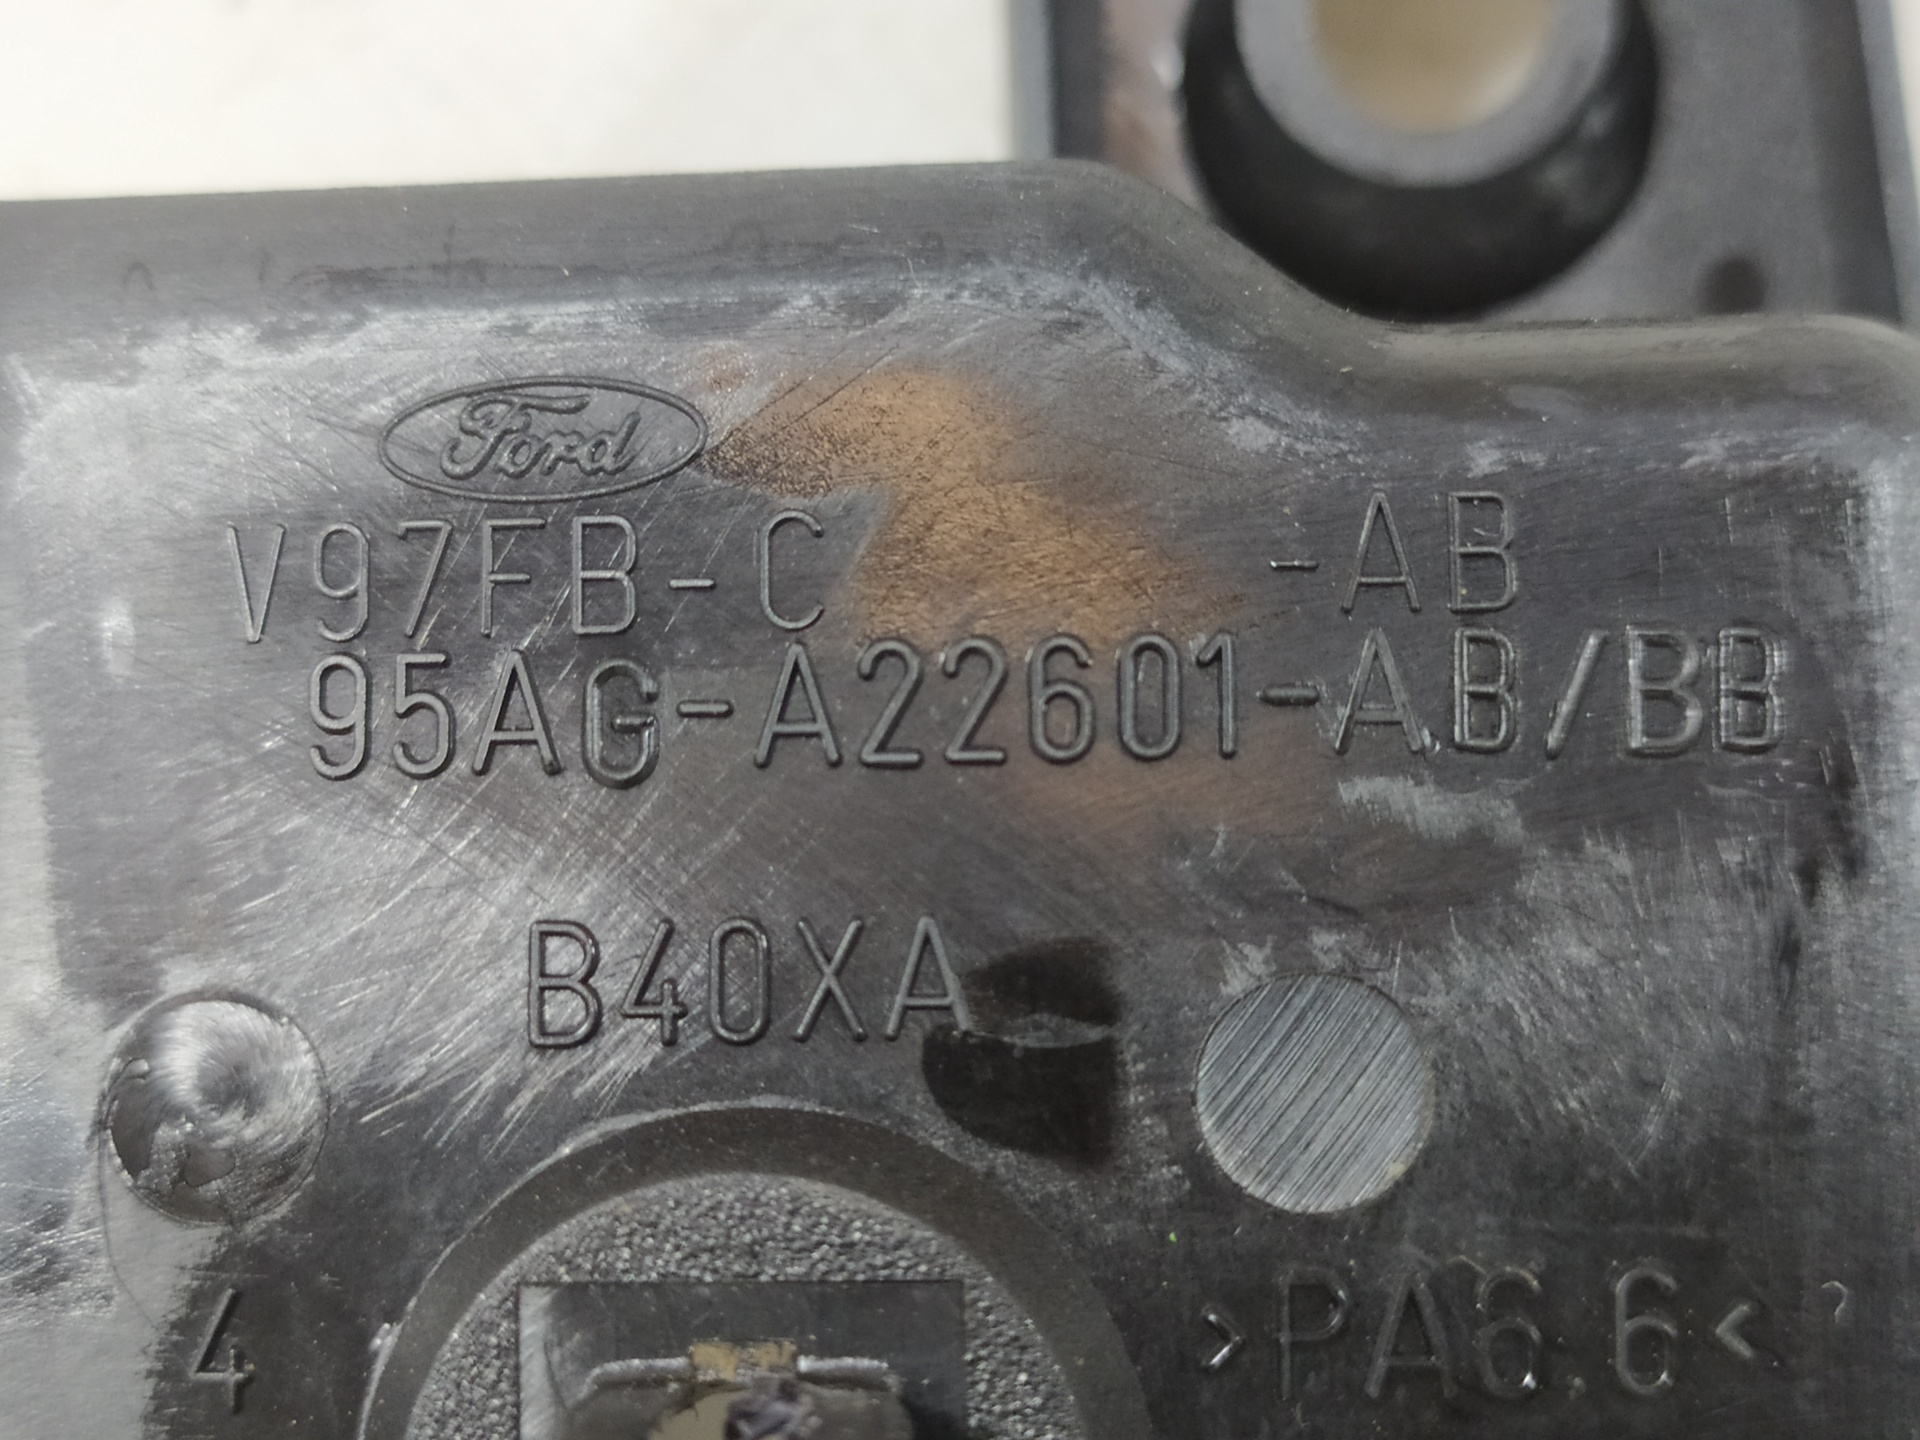 Ford
V97FB-C -AB
95AG-A22601-AB/BB
B40XA
4
>PA6.6<